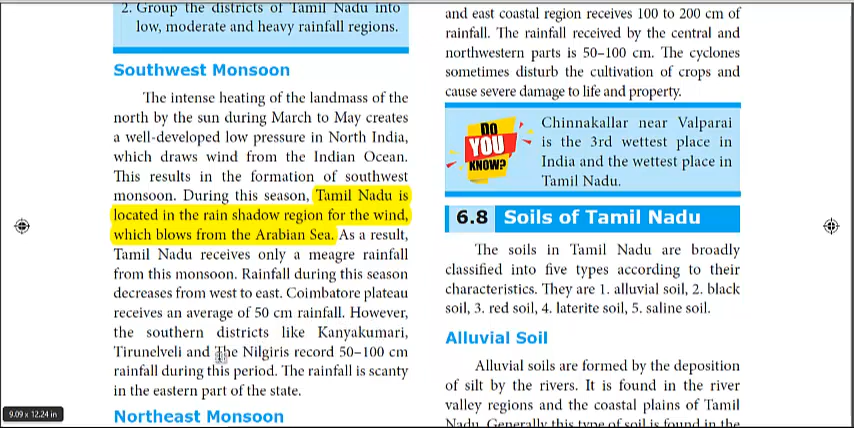 2. Group the districts of Tamil Nadu into
low, moderate and heavy rainfall regions.
Southwest Monsoon
The intense heating of the landmass of the
north by the sun during March to May creates
a well-developed low pressure in North India,
which draws wind from the Indian Ocean.
This results in the formation of southwest
monsoon. During this season, Tamil Nadu is
located in the rain shadow region for the wind,
which blows from the Arabian Sea. As a result,
Tamil Nadu receives only a meagre rainfall
from this monsoon. Rainfall during this season
decreases from west to east. Coimbatore plateau
receives an average of 50 cm rainfall. However,
the southern districts like Kanyakumari,
Tirunelveli and The Nilgiris record 50–100 cm
rainfall during this period. The rainfall is scanty
in the eastern part of the state.
Northeast Monsoon
and east coastal region receives 100 to 200 cm of
rainfall. The rainfall received by the central and
northwestern parts is 50–100 cm. The cyclones
sometimes disturb the cultivation of crops and
cause severe damage to life and property.
DO
YOU
KNOW?
Chinnakallar near Valparai
is the 3rd wettest place in
India and the wettest place in
Tamil Nadu.
6.8 Soils of Tamil Nadu
The soils in Tamil Nadu are broadly
classified into five types according to their
characteristics. They are 1. alluvial soil, 2. black
soil, 3. red soil, 4. laterite soil, 5. saline soil.
Alluvial Soil
Alluvial soils are formed by the deposition
of silt by the rivers. It is found in the river
valley regions and the coastal plains of Tamil
Nadu. Generally this type of soil is found in the
9.09 x 12.24 in